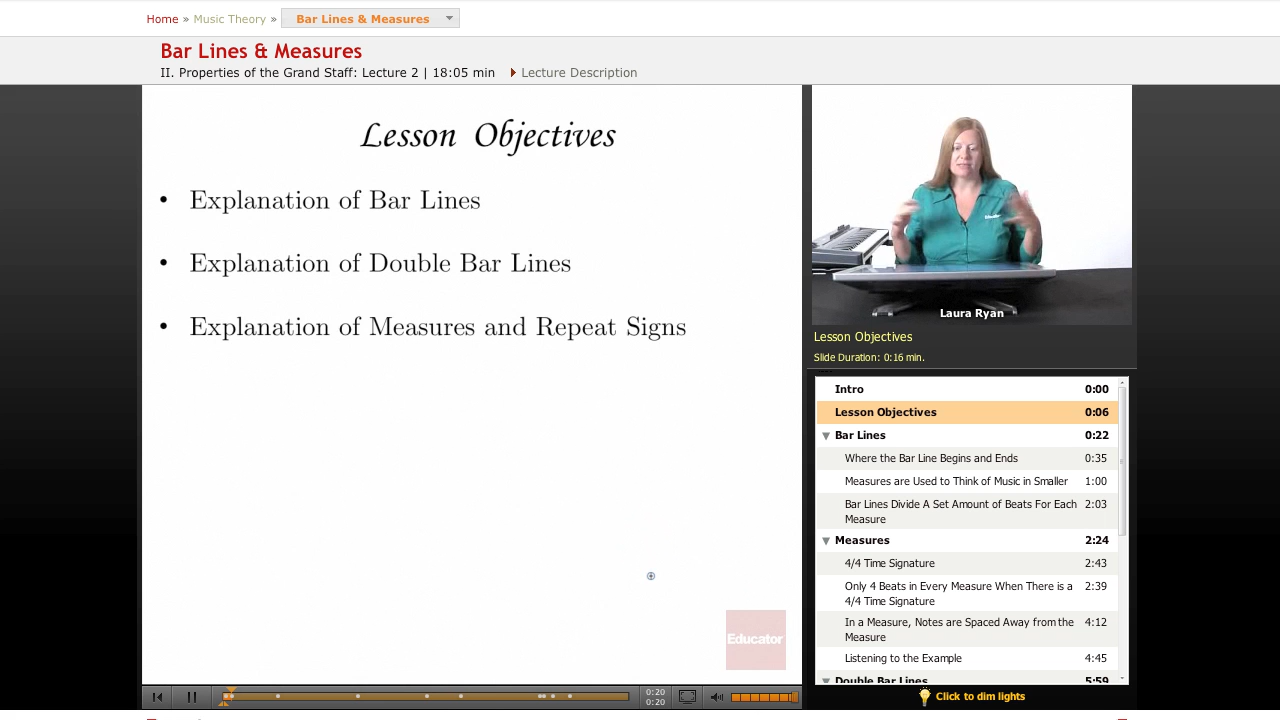 Home » Music Theory » Bar Lines & Measures
Bar Lines & Measures
II. Properties of the Grand Staff: Lecture 2 | 18:05 min Lecture Description
Lesson Objectives
• Explanation of Bar Lines
• Explanation of Double Bar Lines
• Explanation of Measures and Repeat Signs
Educator
0:20
0:20
Educator
Laura Ryan
Lesson Objectives
Slide Duration: 0:16 min.
Intro 0:00
Lesson Objectives 0:06
Bar Lines 0:22
Where the Bar Line Begins and Ends 0:35
Measures are Used to Think of Music in Smaller 1:00
Bar Lines Divide A Set Amount of Beats For Each 2:03
Measure
Measures 2:24
4/4 Time Signature 2:43
Only 4 Beats in Every Measure When There is a 2:39
4/4 Time Signature
In a Measure, Notes are Spaced Away from the 4:12
Measure
Listening to the Example 4:45
Double Bar Lines 5:59
Click to dim lights